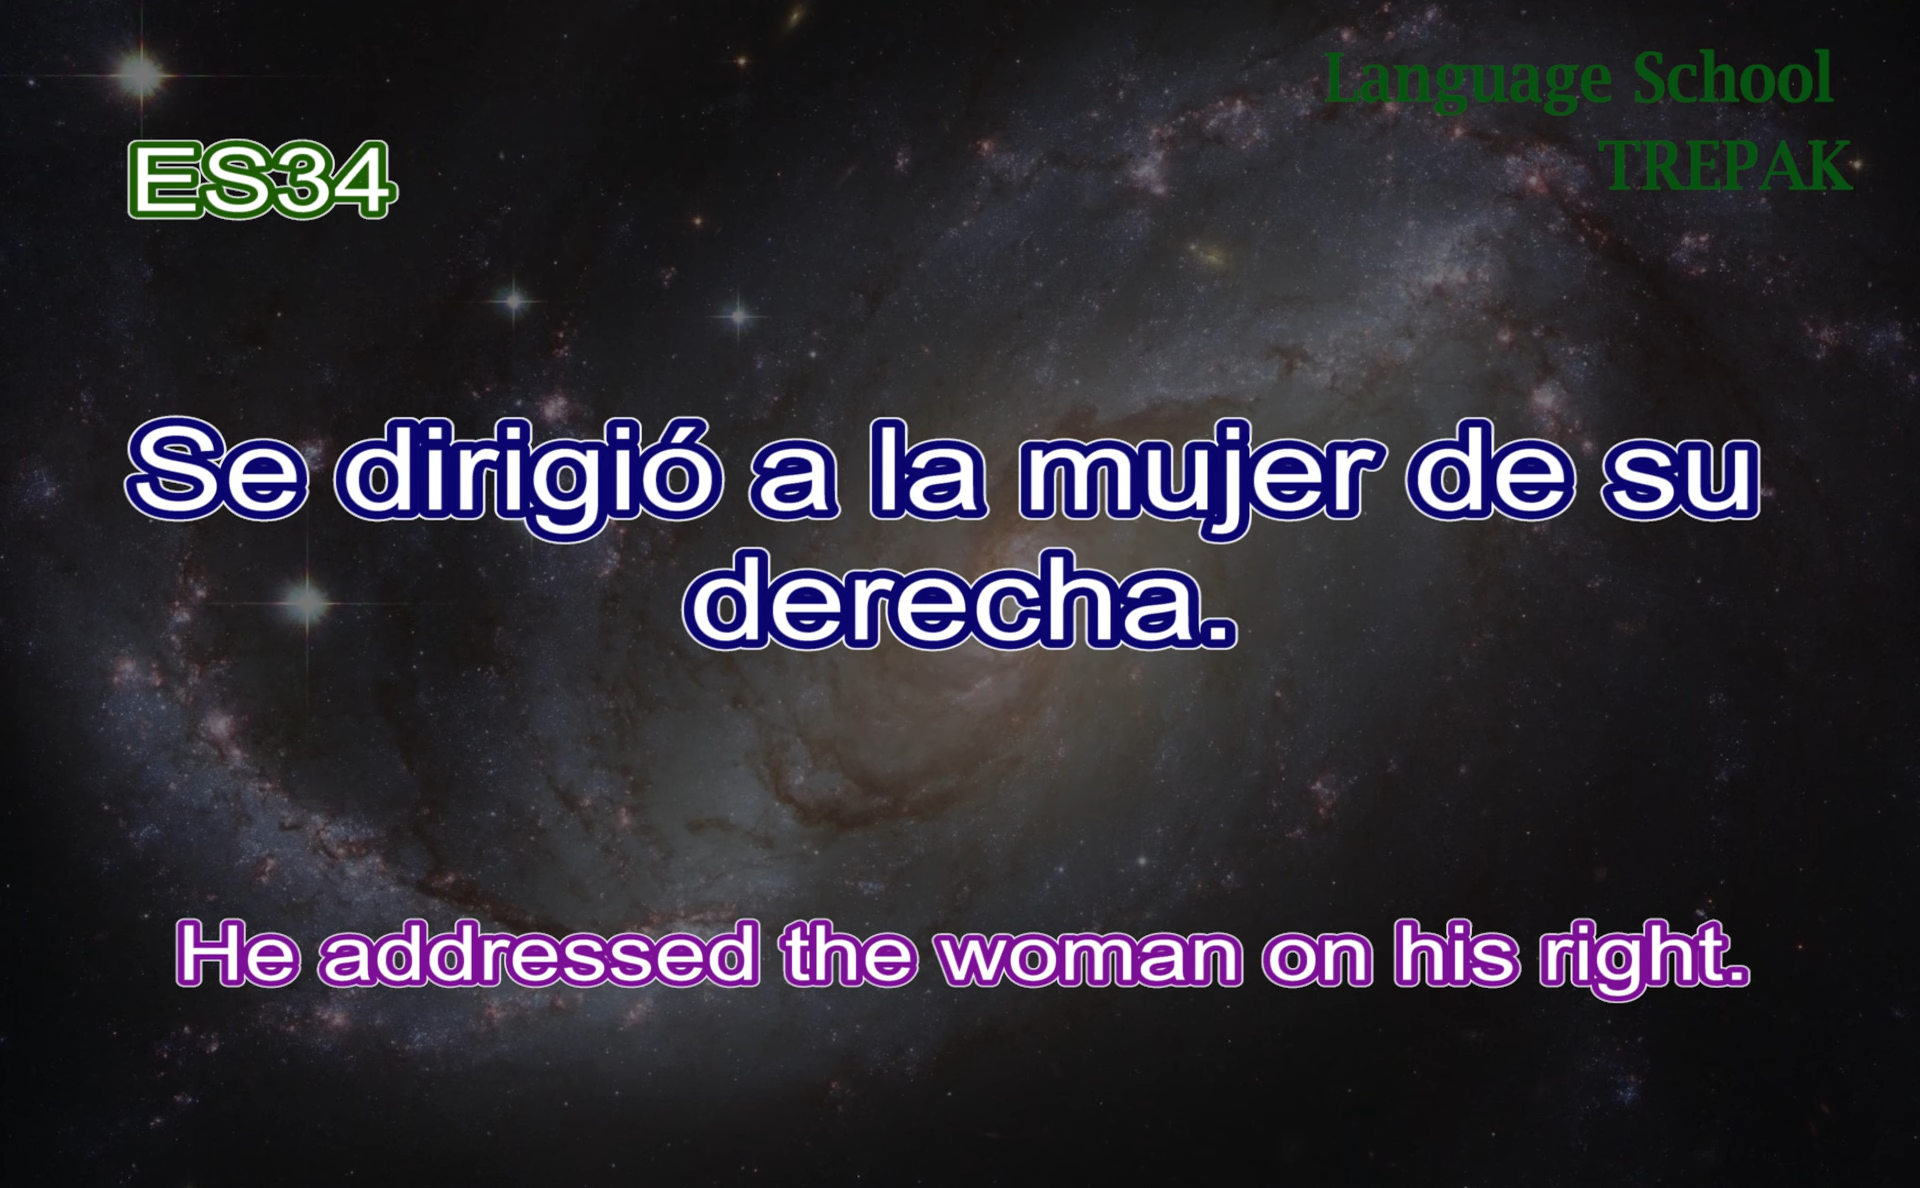 Language School
TREPAK
ES34
Se dirigió a la mujer de su
derecha.
He addressed the woman on his right.